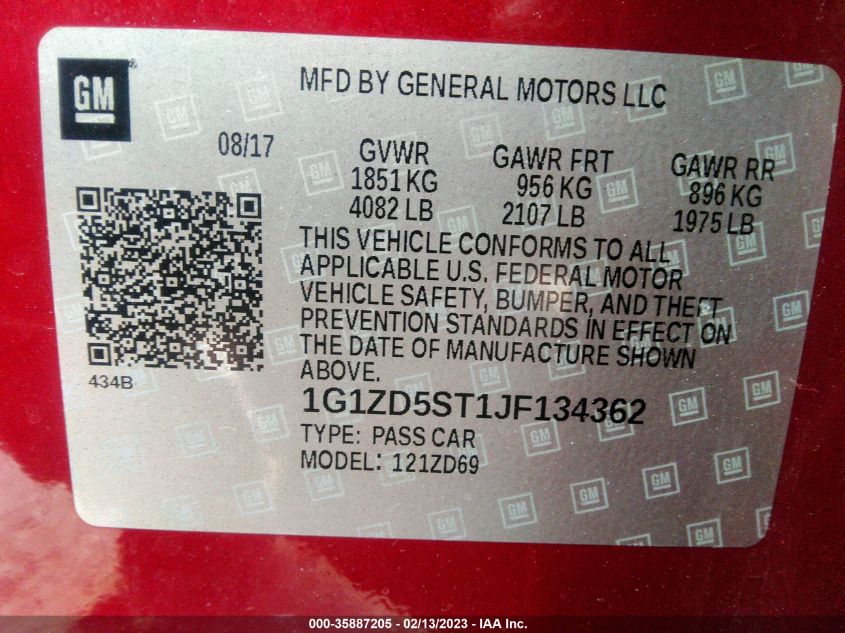 GM
MFD BY GENERAL MOTORS LLC
08/17
GVWR GAWR FRT GAWR RR
1851 KG 956 KG 896 KG
4082 LB 2107 LB 1975 LB
THIS VEHICLE CONFORMS TO ALL
APPLICABLE U.S. FEDERAL MOTOR
VEHICLE SAFETY, BUMPER, AND THEFT
PREVENTION STANDARDS IN EFFECT ON
THE DATE OF MANUFACTURE SHOWN
ABOVE.
434B
1G1ZD5ST1JF134362
TYPE: PASS CAR
MODEL: 121ZD69
000-35887205 - 02/13/2023 - IAA Inc.